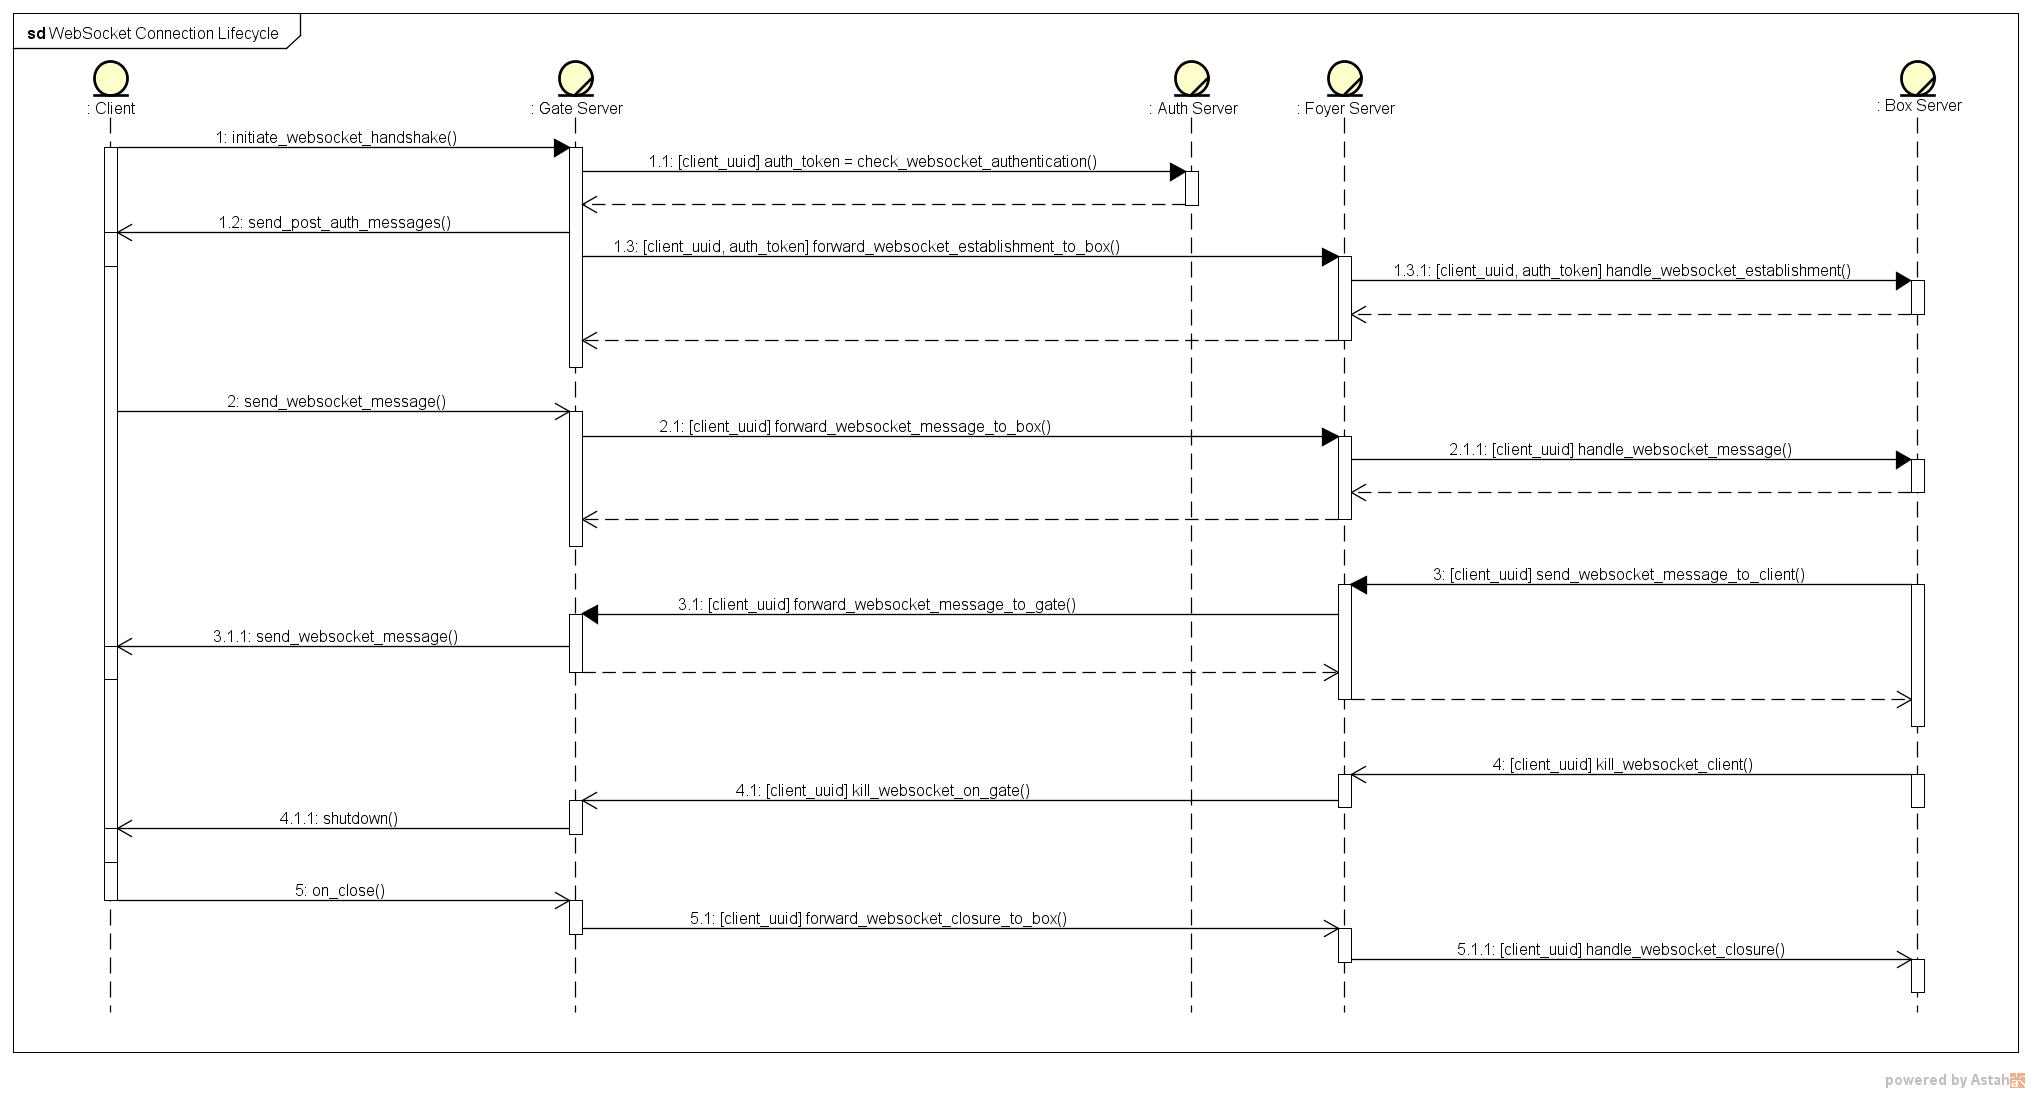 sd WebSocket Connection Lifecycle
: Client
: Gate Server
: Auth Server
: Foyer Server
: Box Server
1: initiate_websocket_handshake()
1.1: [client_uuid] auth_token = check_websocket_authentication()
1.2: send_post_auth_messages()
1.3: [client_uuid, auth_token] forward_websocket_establishment_to_box()
1.3.1: [client_uuid, auth_token] handle_websocket_establishment()
2: send_websocket_message()
2.1: [client_uuid] forward_websocket_message_to_box()
2.1.1: [client_uuid] handle_websocket_message()
3: [client_uuid] send_websocket_message_to_client()
3.1: [client_uuid] forward_websocket_message_to_gate()
3.1.1: send_websocket_message()
4: [client_uuid] kill_websocket_client()
4.1: [client_uuid] kill_websocket_on_gate()
4.1.1: shutdown()
5: on_close()
5.1: [client_uuid] forward_websocket_closure_to_box()
5.1.1: [client_uuid] handle_websocket_closure()
powered by Astah